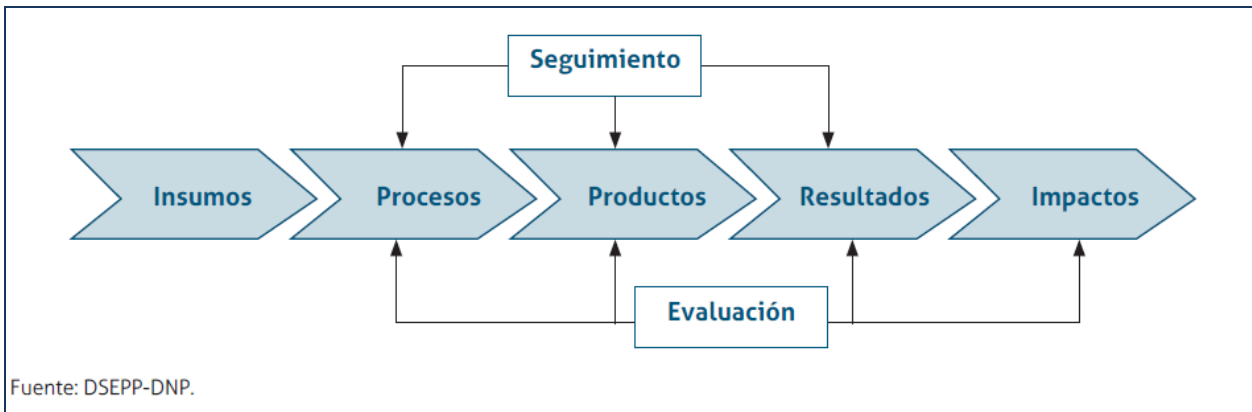 Seguimiento
Insumos
Procesos
Productos
Resultados
Impactos
Evaluación
Fuente: DSEPP-DNP.